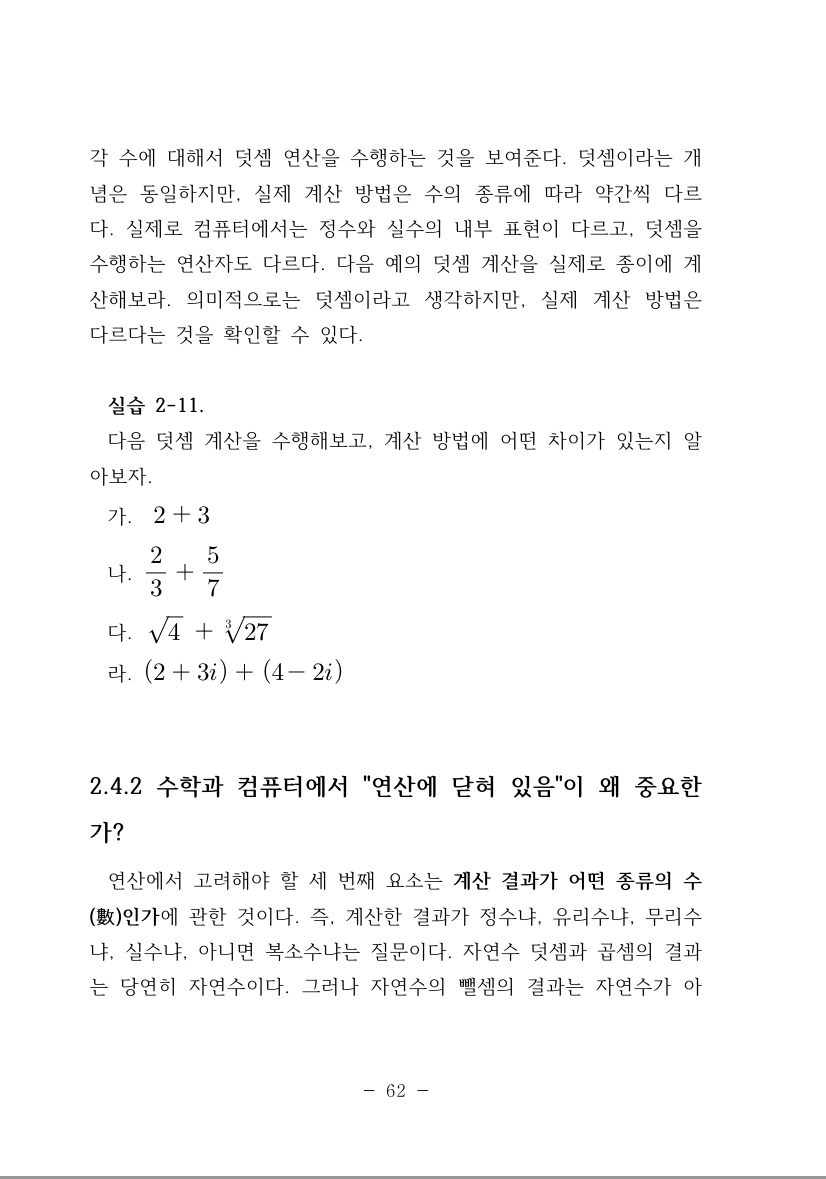 각 수에 대해서 덧셈 연산을 수행하는 것을 보여준다. 덧셈이라는 개
념은 동일하지만, 실제 계산 방법은 수의 종류에 따라 약간씩 다르
다. 실제로 컴퓨터에서는 정수와 실수의 내부 표현이 다르고, 덧셈을
수행하는 연산자도 다르다. 다음 예의 덧셈 계산을 실제로 종이에 계
산해보라. 의미적으로는 덧셈이라고 생각하지만, 실제 계산 방법은
다르다는 것을 확인할 수 있다.
실습 2-11.
다음 덧셈 계산을 수행해보고, 계산 방법에 어떤 차이가 있는지 알
아보자.
가. 2 + 3
나. 2/3 + 5/7
다. √4 + ∛27
라. (2 + 3i) + (4 − 2i)
2.4.2 수학과 컴퓨터에서 "연산에 닫혀 있음"이 왜 중요한
가?
연산에서 고려해야 할 세 번째 요소는 계산 결과가 어떤 종류의 수
(數)인가에 관한 것이다. 즉, 계산한 결과가 정수냐, 유리수냐, 무리수
냐, 실수냐, 아니면 복소수냐는 질문이다. 자연수 덧셈과 곱셈의 결과
는 당연히 자연수이다. 그러나 자연수의 뺄셈의 결과는 자연수가 아
- 62 -